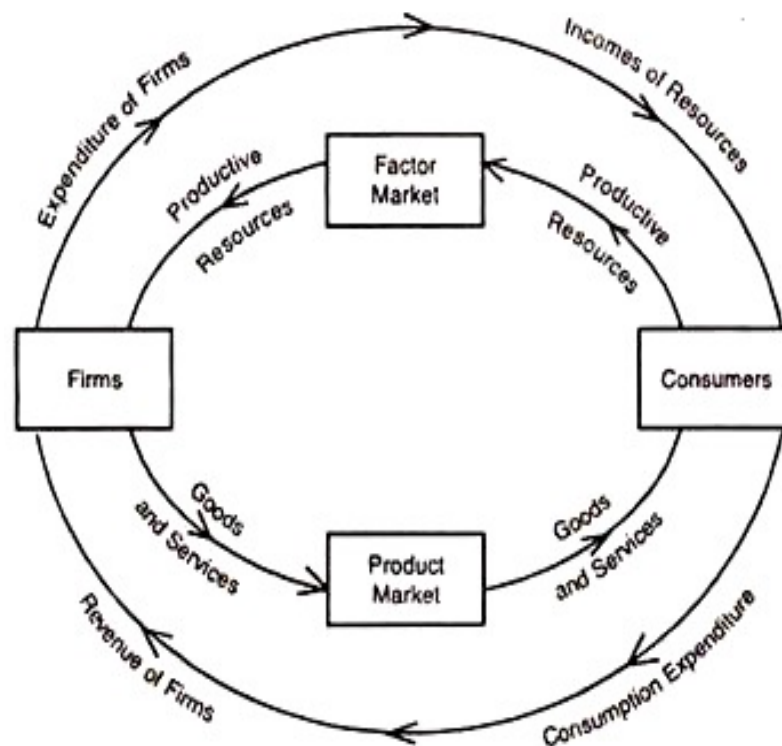 Expenditure of Firms
Incomes of Resources
Factor
Market
Productive
Resources
Productive
Resources
Firms
Consumers
Goods
and Services
Product
Market
Goods
and Services
Revenue of Firms
Consumption Expenditure